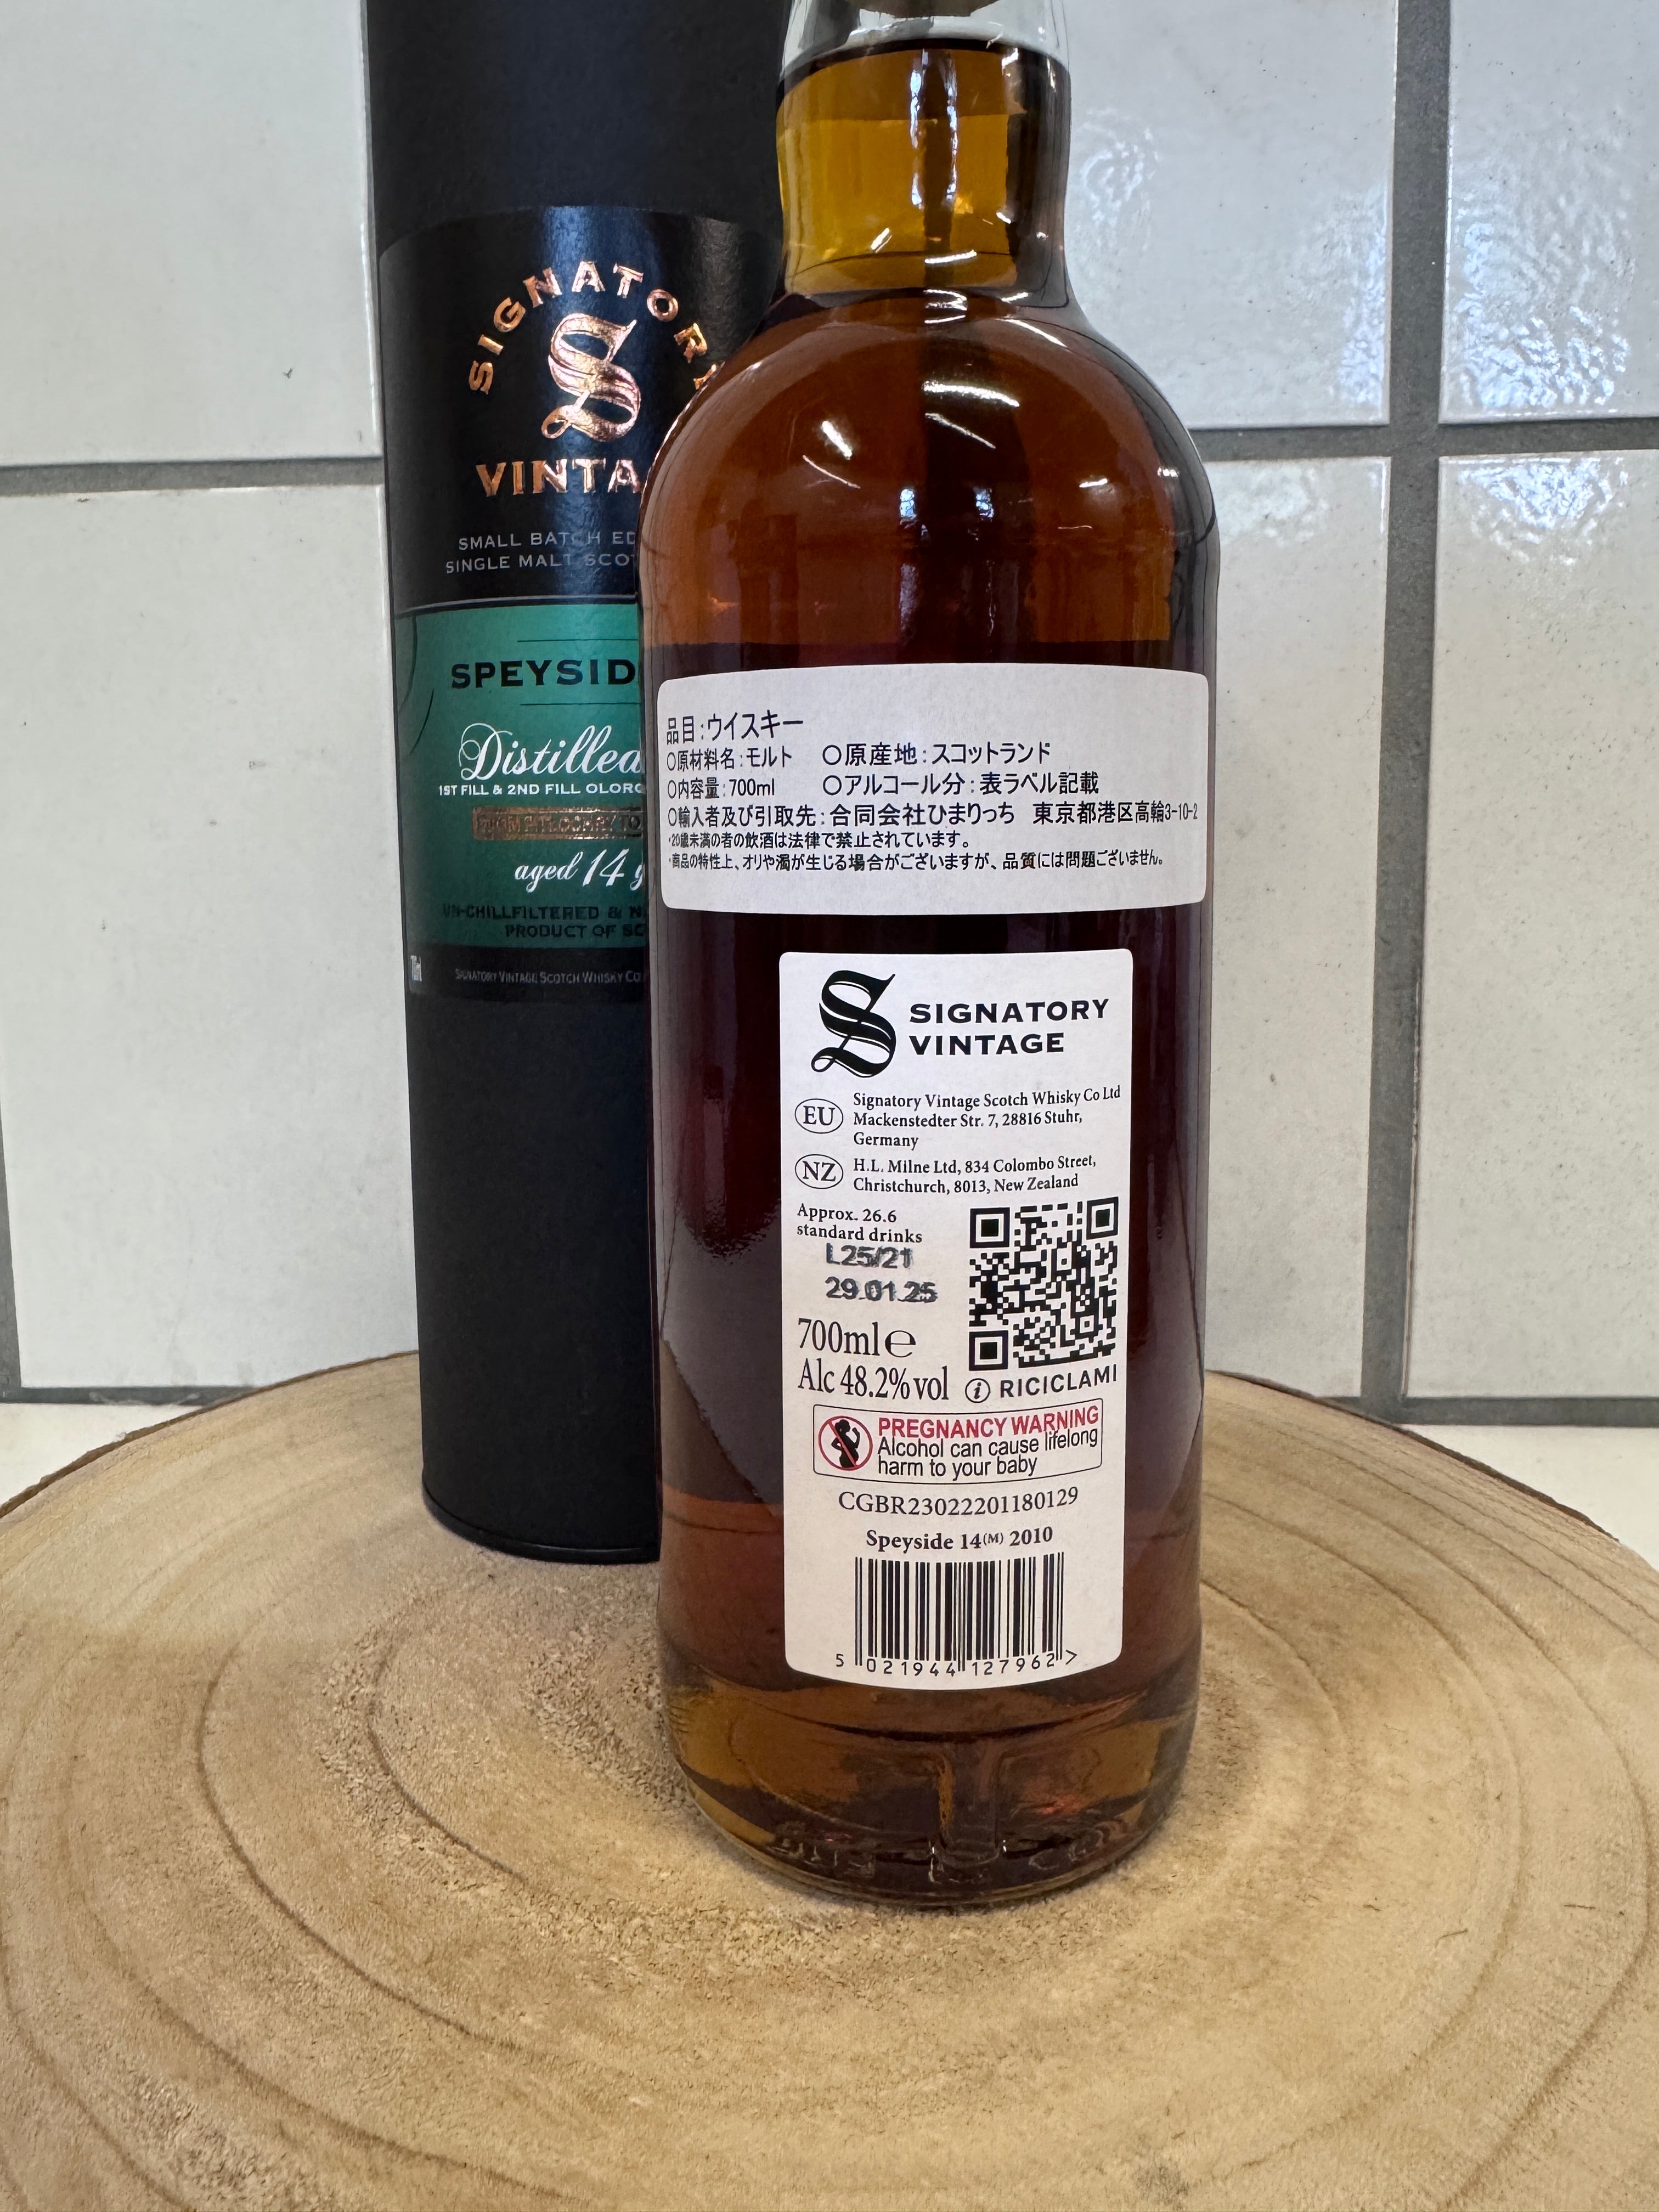 SIGNATORY
VINTA
SMALL BATCH ED
SINGLE MALT SCOT
SPEYSID
Distilled
1ST FILL & 2ND FILL OLORO
aged 14 y
UN-CHILLFILTERED & N
PRODUCT OF SC
SIGNATORY VINTAGE SCOTCH WHISKY CO
品目:ウイスキー
○原材料名:モルト ○原産地:スコットランド
○内容量:700ml ○アルコール分:表ラベル記載
○輸入者及び引取先:合同会社ひまりっち 東京都港区高輪3-10-2
・20歳未満の者の飲酒は法律で禁止されています。
・商品の特性上、オリや濁が生じる場合がございますが、品質には問題ございません。
S SIGNATORY
VINTAGE
EU Signatory Vintage Scotch Whisky Co Ltd
Mackenstedter Str. 7, 28816 Stuhr,
Germany
NZ H.L. Milne Ltd, 834 Colombo Street,
Christchurch, 8013, New Zealand
Approx. 26.6
standard drinks
L25/21
29.01.25
700ml e
Alc 48.2% vol
i RICICLAMI
PREGNANCY WARNING
Alcohol can cause lifelong
harm to your baby
CGBR23022201180129
Speyside 14(M) 2010
5 021944 127962 >